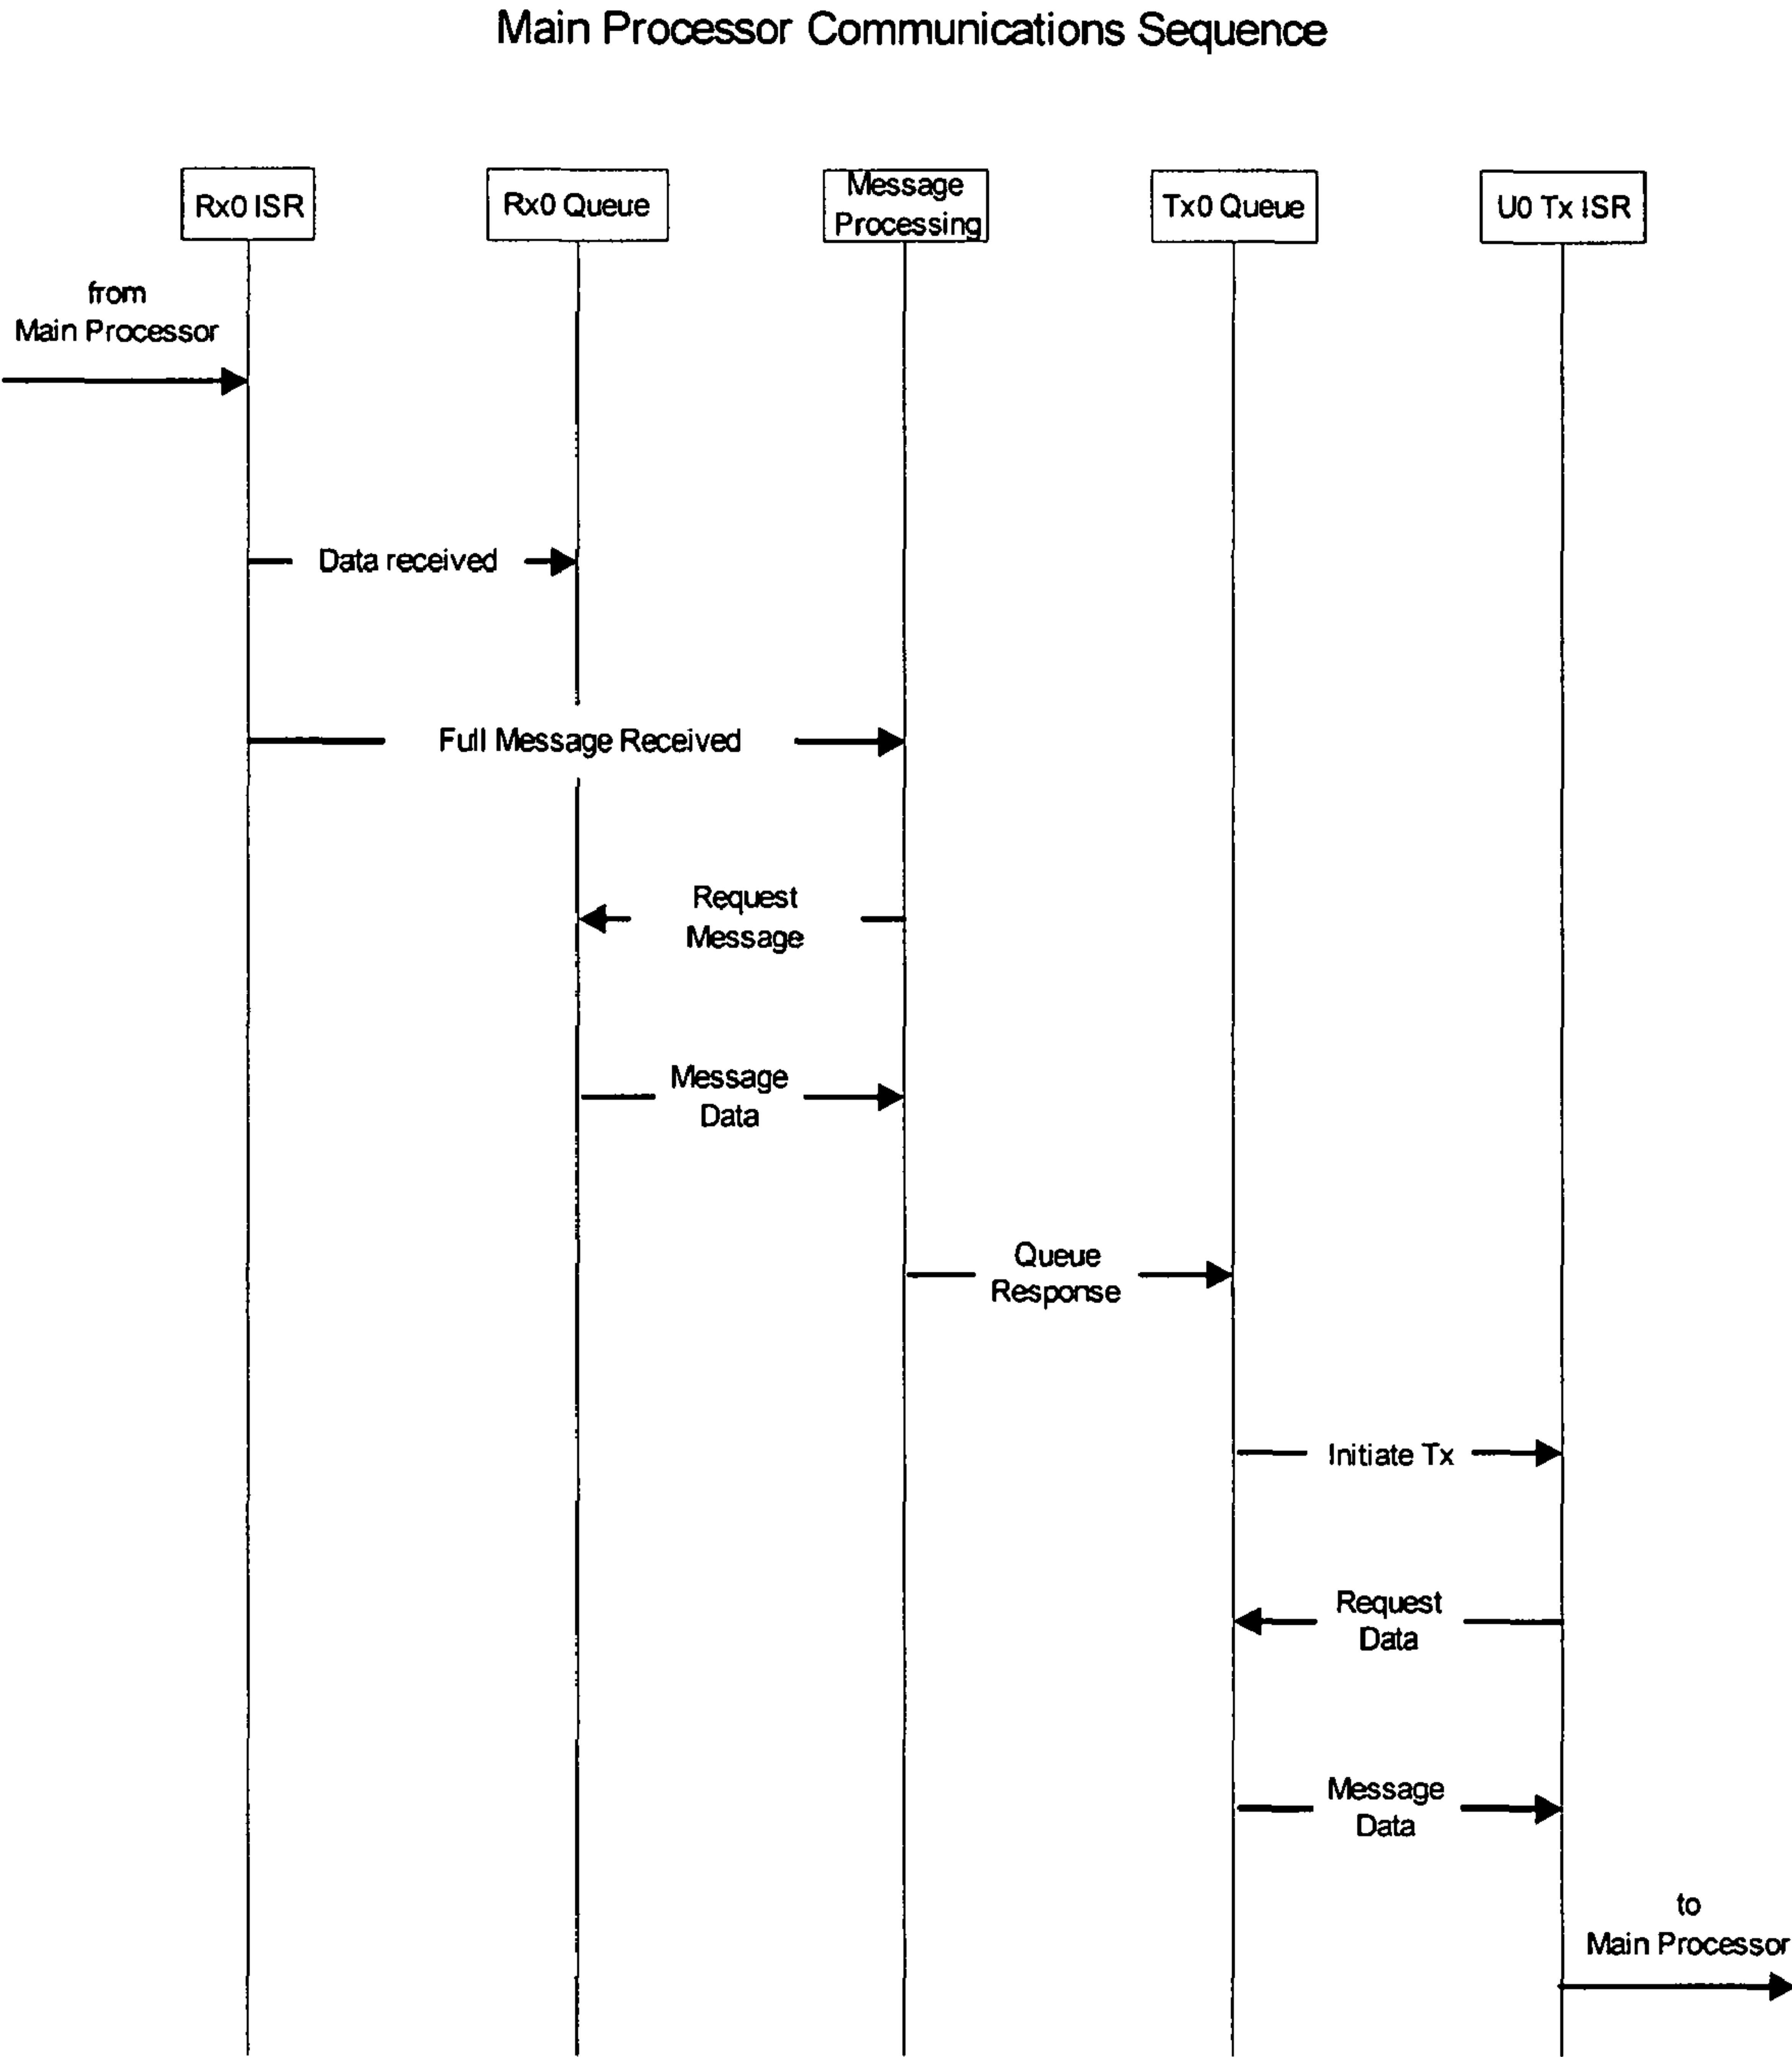 Main Processor Communications Sequence
Rx0 ISR
Rx0 Queue
Message
Processing
Tx0 Queue
U0 Tx ISR
from
Main Processor
Data received
Full Message Received
Request
Message
Message
Data
Queue
Response
Initiate Tx
Request
Data
Message
Data
to
Main Processor